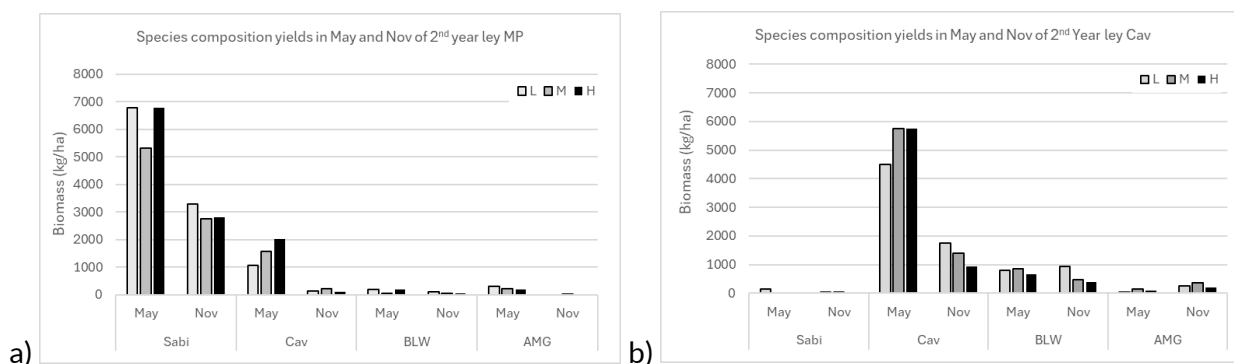 a)
Species composition yields in May and Nov of 2nd year ley MP
L M H
Biomass (kg/ha)
8000
7000
6000
5000
4000
3000
2000
1000
0
May Nov May Nov May Nov May Nov
Sabi Cav BLW AMG
b)
Species composition yields in May and Nov of 2nd Year ley Cav
L M H
Biomass (kg/ha)
8000
7000
6000
5000
4000
3000
2000
1000
0
May Nov May Nov May Nov May Nov
Sabi Cav BLW AMG